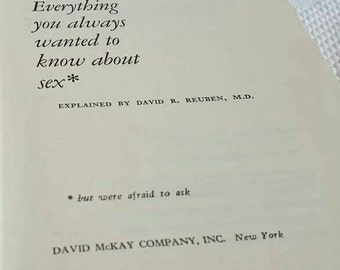 Everything
you always
wanted to
know about
sex*
EXPLAINED BY DAVID R. REUBEN, M.D.
* but were afraid to ask
DAVID McKAY COMPANY, INC. New York